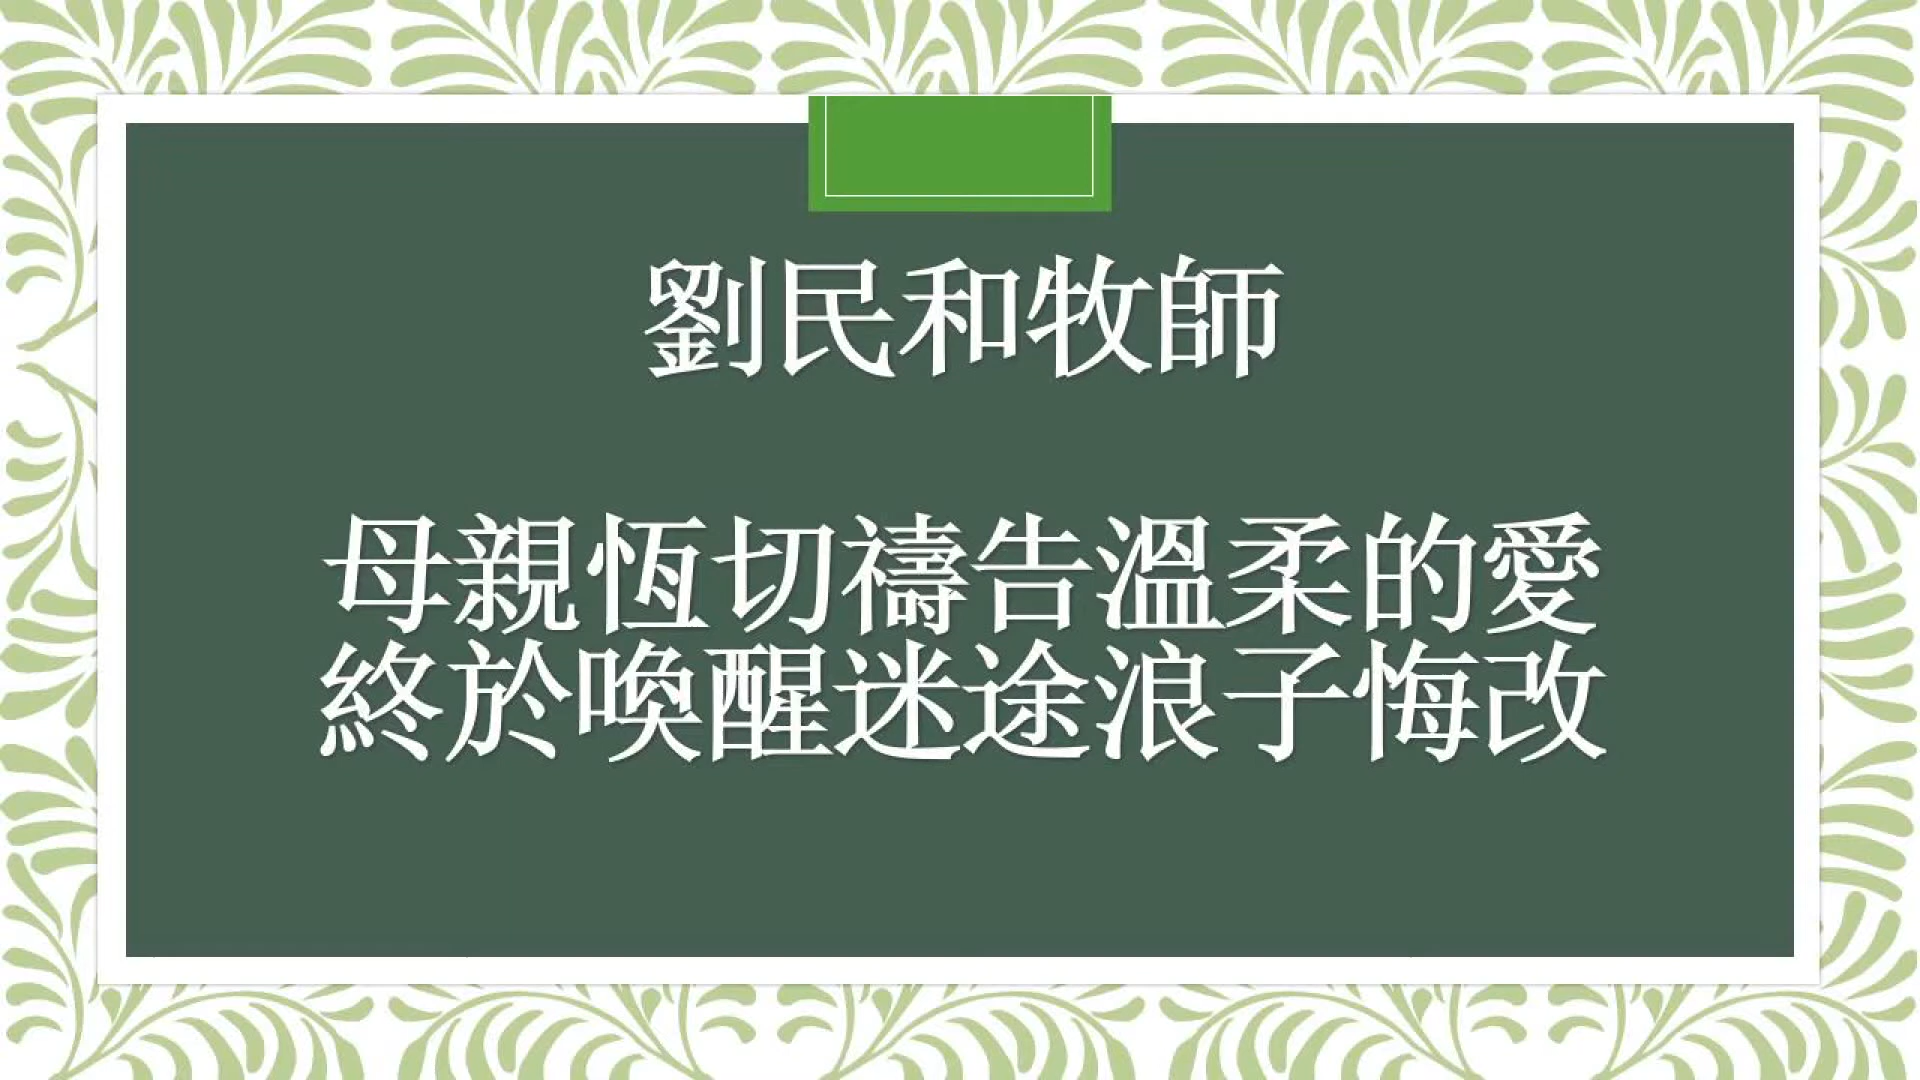 劉民和牧師
母親恆切禱告溫柔的愛
終於喚醒迷途浪子悔改